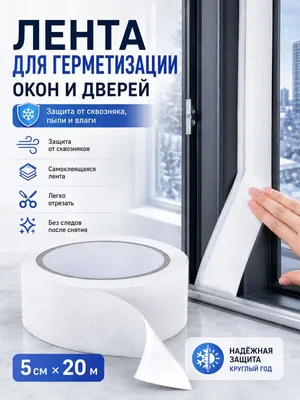 ЛЕНТА
ДЛЯ ГЕРМЕТИЗАЦИИ
ОКОН И ДВЕРЕЙ
Защита от сквозняка,
пыли и влаги
Защита
от сквозняков
Самоклеящаяся
лента
Легко
отрезать
Без следов
после снятия
5 см × 20 м
НАДЁЖНАЯ
ЗАЩИТА
КРУГЛЫЙ ГОД